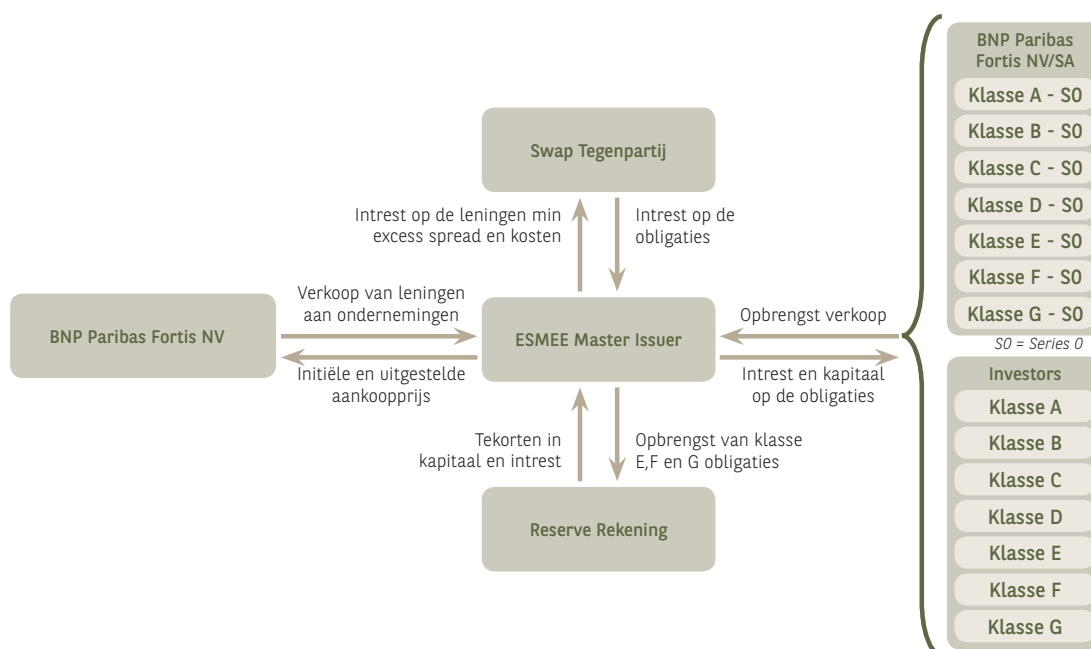 BNP Paribas
Fortis NV/SA
Klasse A - S0
Klasse B - S0
Klasse C - S0
Klasse D - S0
Klasse E - S0
Klasse F - S0
Klasse G - S0
S0 = Series 0
Swap Tegenpartij
Intrest op de leningen min
excess spread en kosten
Intrest op de
obligaties
BNP Paribas Fortis NV
Verkoop van leningen
aan ondernemingen
Initiële en uitgestelde
aankoopprijs
ESMEE Master Issuer
Opbrengst verkoop
Intrest en kapitaal
op de obligaties
Tekorten in
kapitaal en intrest
Opbrengst van klasse
E,F en G obligaties
Reserve Rekening
Investors
Klasse A
Klasse B
Klasse C
Klasse D
Klasse E
Klasse F
Klasse G